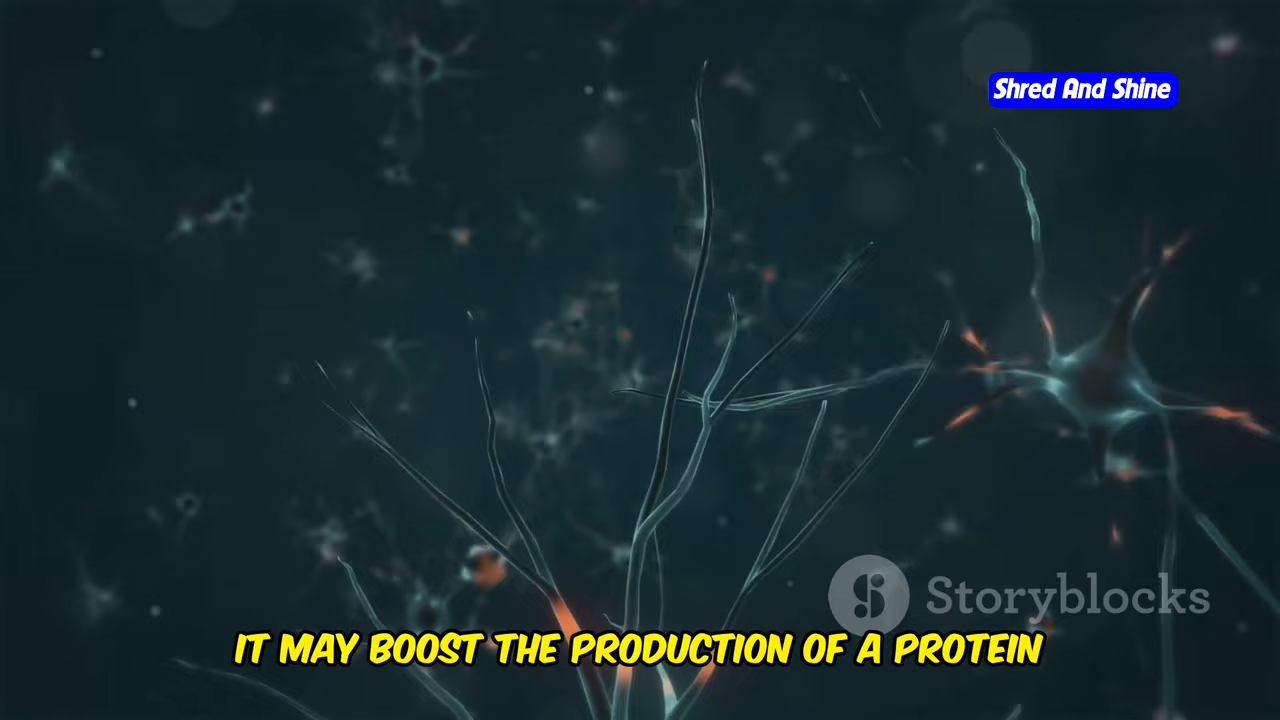 Shred And Shine
Storyblocks
IT MAY BOOST THE PRODUCTION OF A PROTEIN